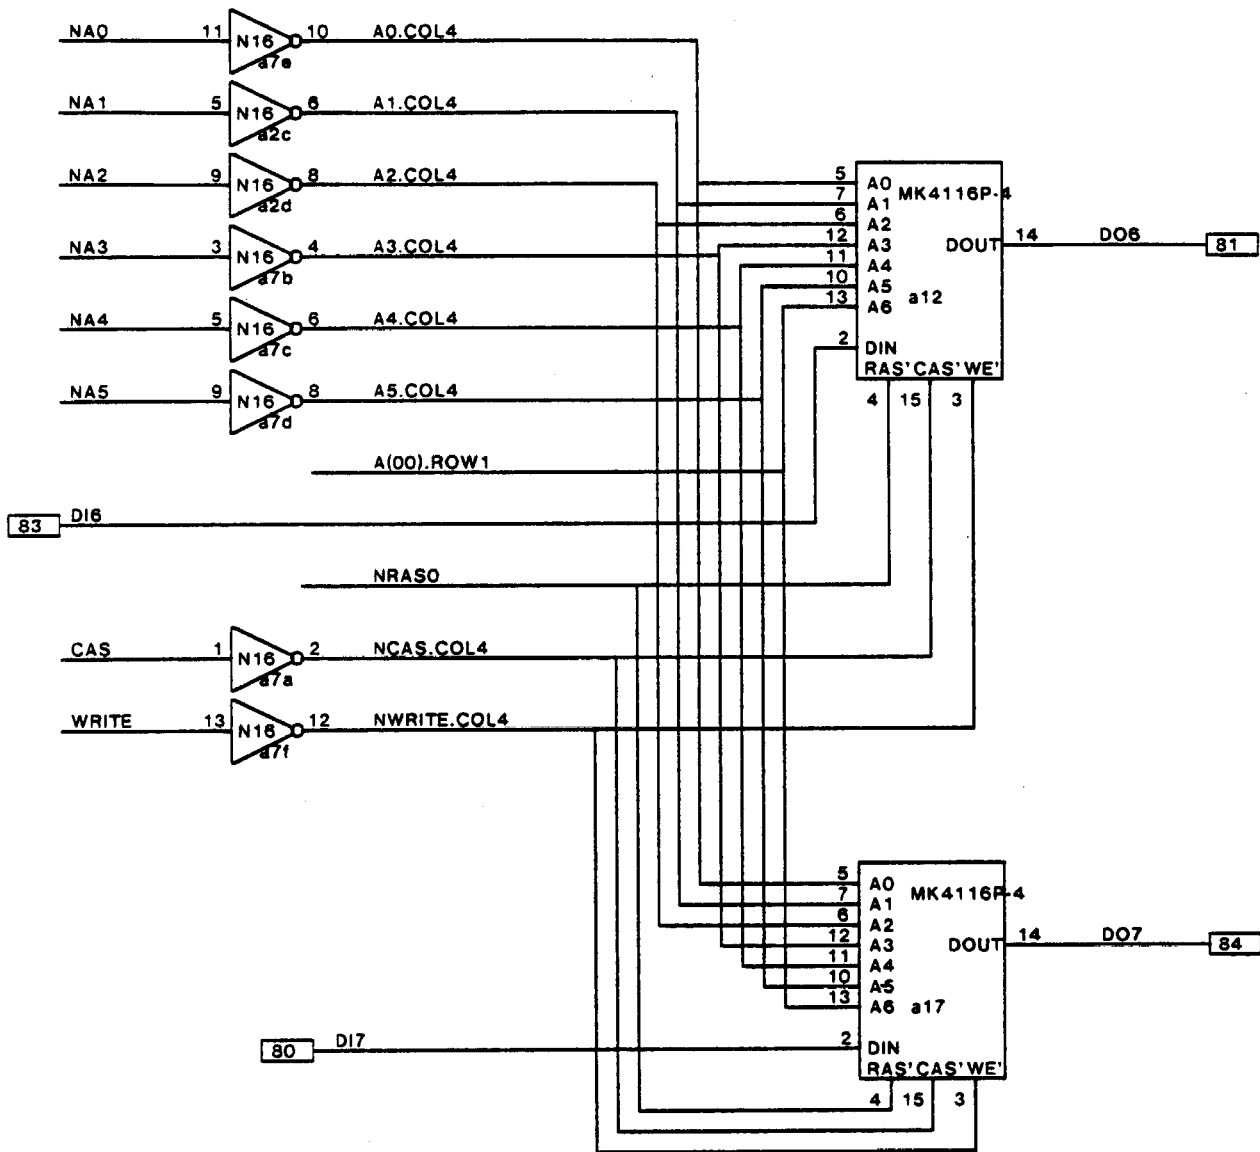 NA0 11 N16 10 A0.COL4
a7e
NA1 5 N16 6 A1.COL4
a2c
NA2 9 N16 8 A2.COL4
a2d
NA3 3 N16 4 A3.COL4
a7b
NA4 5 N16 6 A4.COL4
a7c
NA5 9 N16 8 A5.COL4
a7d
A(00).ROW1
83 DI6
NRAS0
CAS 1 N16 2 NCAS.COL4
a7a
WRITE 13 N16 12 NWRITE.COL4
a7f
5 A0 MK4116P-4
7 A1
6 A2
12 A3 DOUT 14 DO6 81
11 A4
10 A5 a12
13 A6
2 DIN
RAS' CAS' WE'
4 15 3
5 A0 MK4116P-4
7 A1
6 A2
12 A3 DOUT 14 DO7 84
11 A4
10 A5
13 A6 a17
80 DI7 2 DIN
RAS' CAS' WE'
4 15 3